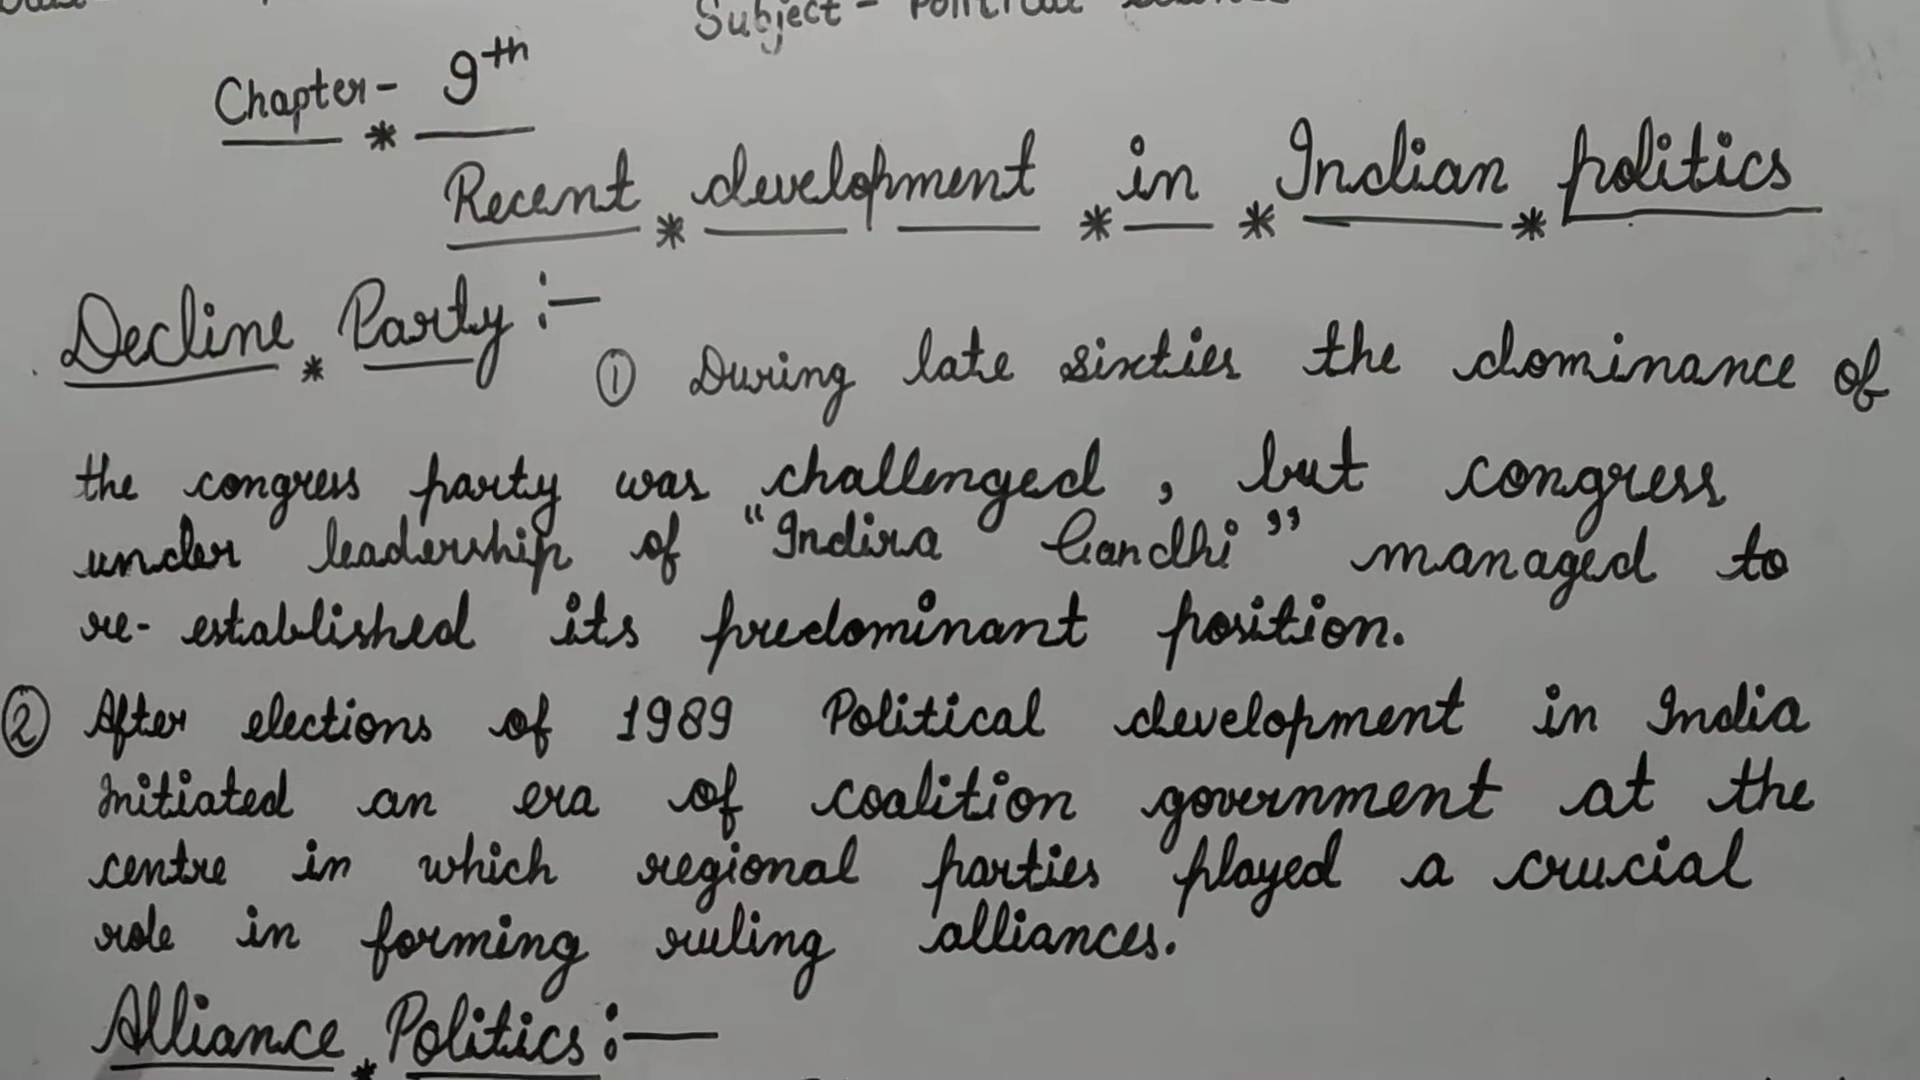 Subject - Political
Chapter - 9th
Recent development in Indian politics
Decline Party :-
① During late sixties the dominance of
the congress party was challenged, but congress
under leadership of "Indira Gandhi" managed to
re-established its predominant position.
② After elections of 1989 Political development in India
Initiated an era of coalition government at the
centre in which regional parties played a crucial
role in forming ruling alliances.
Alliance Politics :-